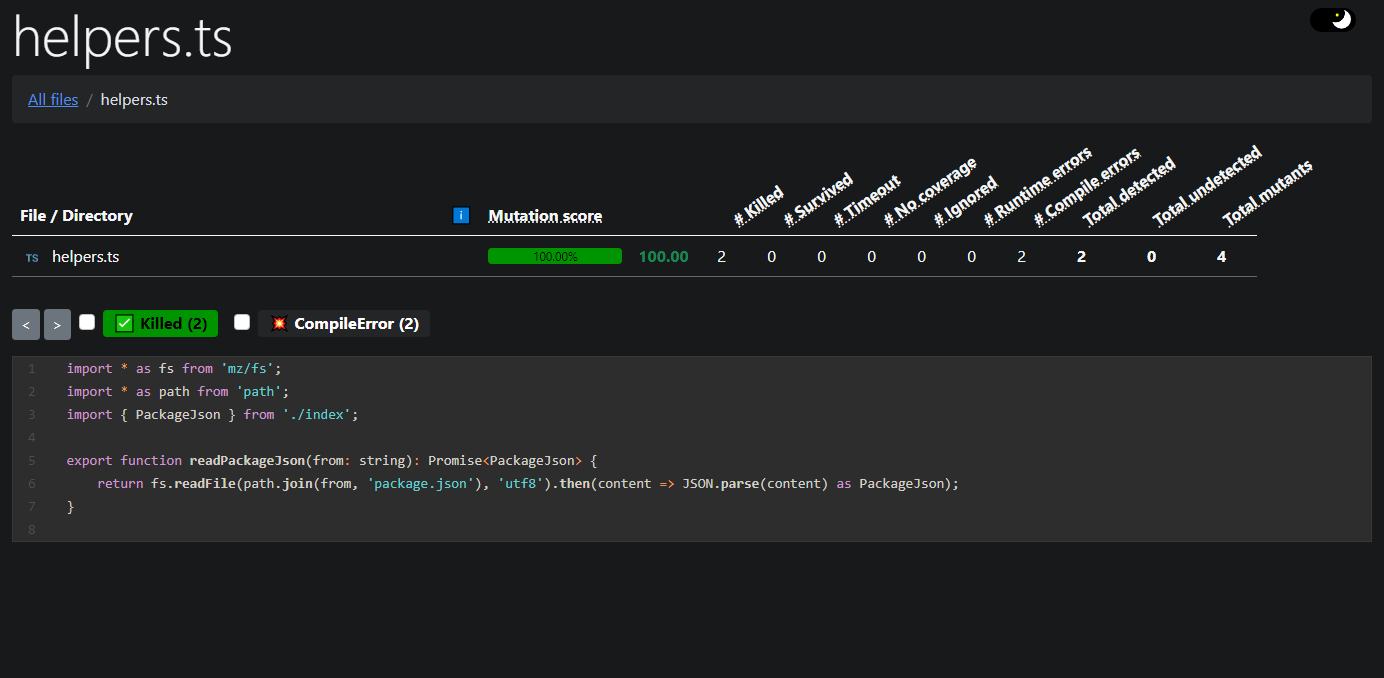 helpers.ts
All files / helpers.ts
File / Directory i Mutation score # Killed # Survived # Timeout # No coverage # Ignored # Runtime errors # Compile errors Total detected Total undetected Total mutants
TS helpers.ts 100.00% 100.00 2 0 0 0 0 0 2 2 0 4
< > ✅ Killed (2) 💥 CompileError (2)
1 import * as fs from 'mz/fs';
2 import * as path from 'path';
3 import { PackageJson } from './index';
4
5 export function readPackageJson(from: string): Promise<PackageJson> {
6     return fs.readFile(path.join(from, 'package.json'), 'utf8').then(content => JSON.parse(content) as PackageJson);
7 }
8